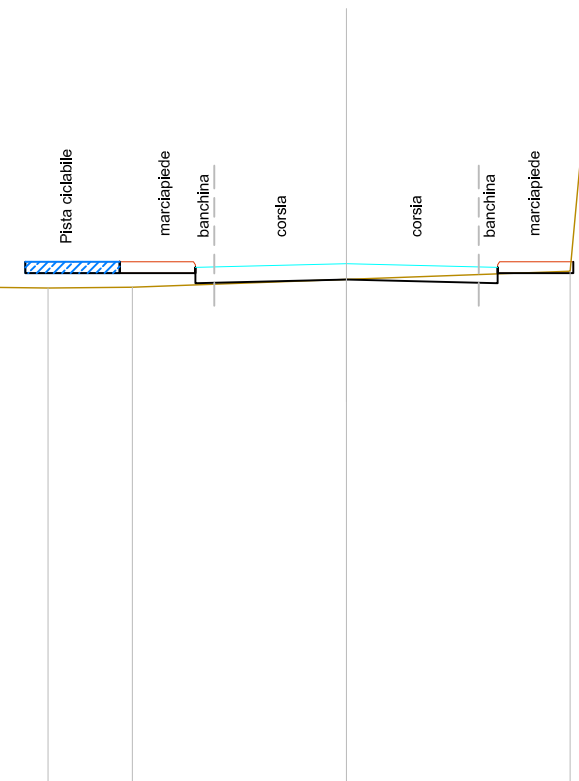 Pista ciclabile
marciapiede
banchina
corsia
corsia
banchina
marciapiede